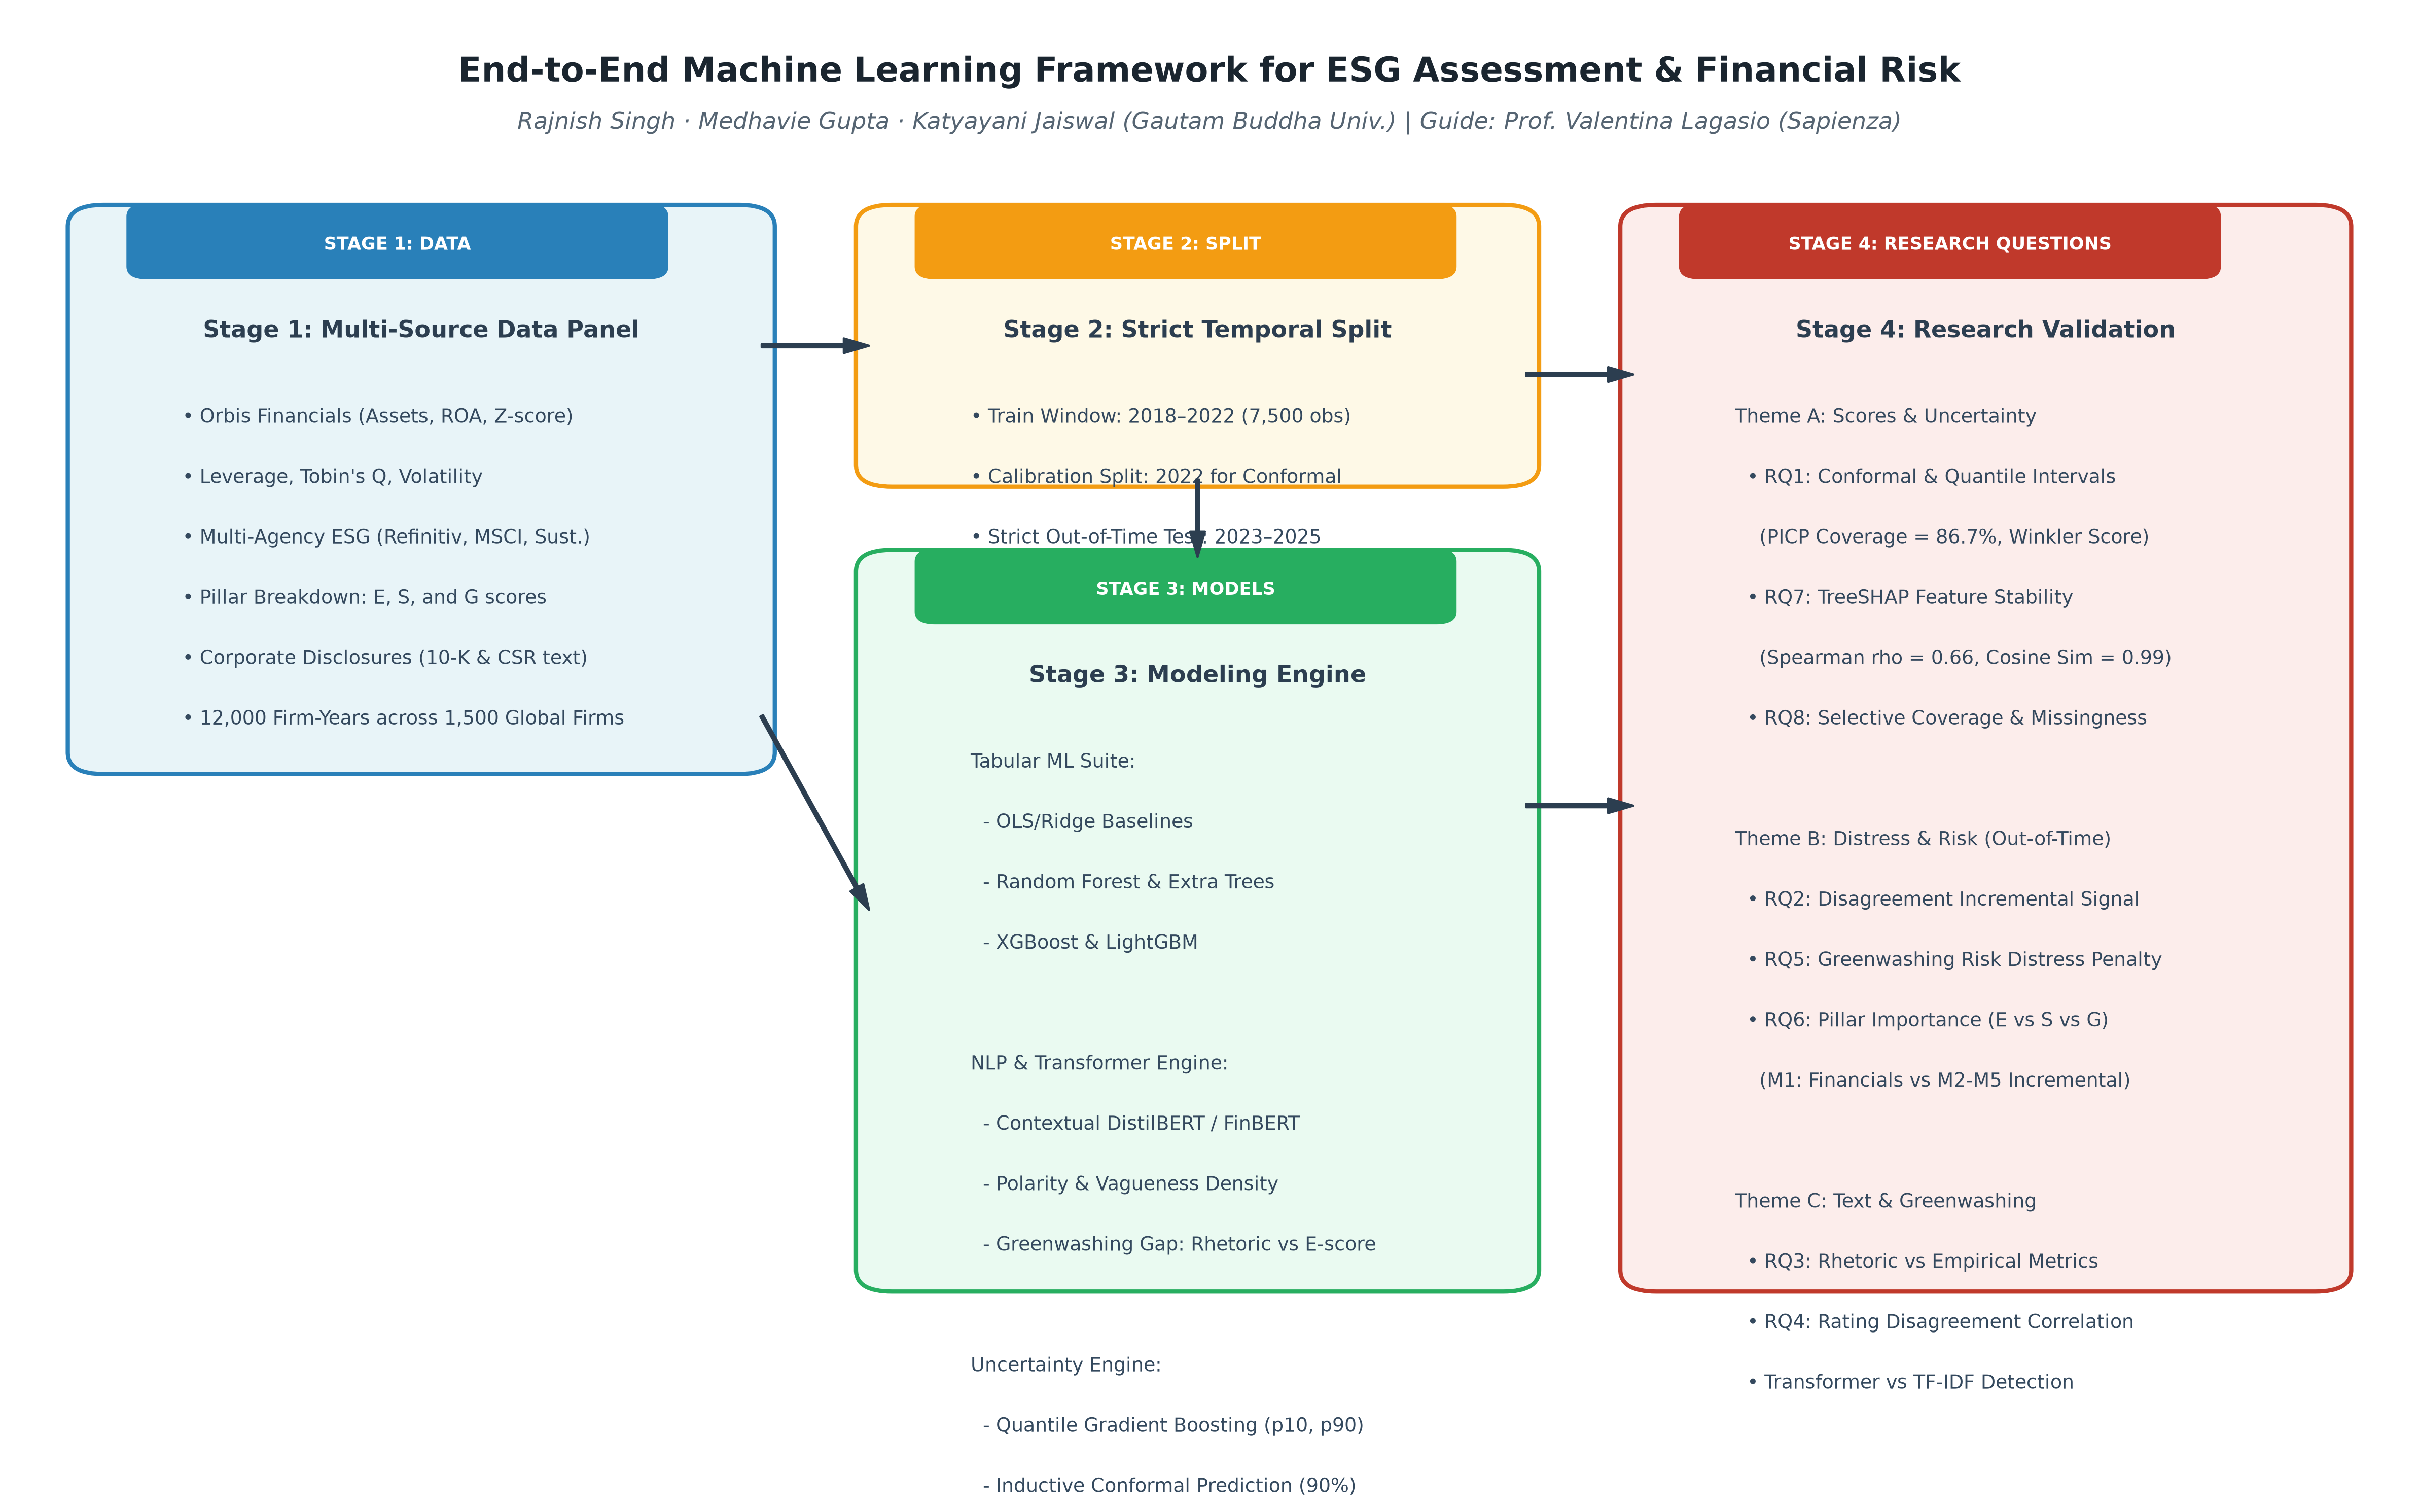 End-to-End Machine Learning Framework for ESG Assessment & Financial Risk
Rajnish Singh · Medhavie Gupta · Katyayani Jaiswal (Gautam Buddha Univ.) | Guide: Prof. Valentina Lagasio (Sapienza)
STAGE 1: DATA
Stage 1: Multi-Source Data Panel
• Orbis Financials (Assets, ROA, Z-score)
• Leverage, Tobin's Q, Volatility
• Multi-Agency ESG (Refinitiv, MSCI, Sust.)
• Pillar Breakdown: E, S, and G scores
• Corporate Disclosures (10-K & CSR text)
• 12,000 Firm-Years across 1,500 Global Firms
STAGE 2: SPLIT
Stage 2: Strict Temporal Split
• Train Window: 2018–2022 (7,500 obs)
• Calibration Split: 2022 for Conformal
• Strict Out-of-Time Test: 2023–2025
STAGE 3: MODELS
Stage 3: Modeling Engine
Tabular ML Suite:
- OLS/Ridge Baselines
- Random Forest & Extra Trees
- XGBoost & LightGBM
NLP & Transformer Engine:
- Contextual DistilBERT / FinBERT
- Polarity & Vagueness Density
- Greenwashing Gap: Rhetoric vs E-score
Uncertainty Engine:
- Quantile Gradient Boosting (p10, p90)
- Inductive Conformal Prediction (90%)
STAGE 4: RESEARCH QUESTIONS
Stage 4: Research Validation
Theme A: Scores & Uncertainty
• RQ1: Conformal & Quantile Intervals
(PICP Coverage = 86.7%, Winkler Score)
• RQ7: TreeSHAP Feature Stability
(Spearman rho = 0.66, Cosine Sim = 0.99)
• RQ8: Selective Coverage & Missingness
Theme B: Distress & Risk (Out-of-Time)
• RQ2: Disagreement Incremental Signal
• RQ5: Greenwashing Risk Distress Penalty
• RQ6: Pillar Importance (E vs S vs G)
(M1: Financials vs M2-M5 Incremental)
Theme C: Text & Greenwashing
• RQ3: Rhetoric vs Empirical Metrics
• RQ4: Rating Disagreement Correlation
• Transformer vs TF-IDF Detection